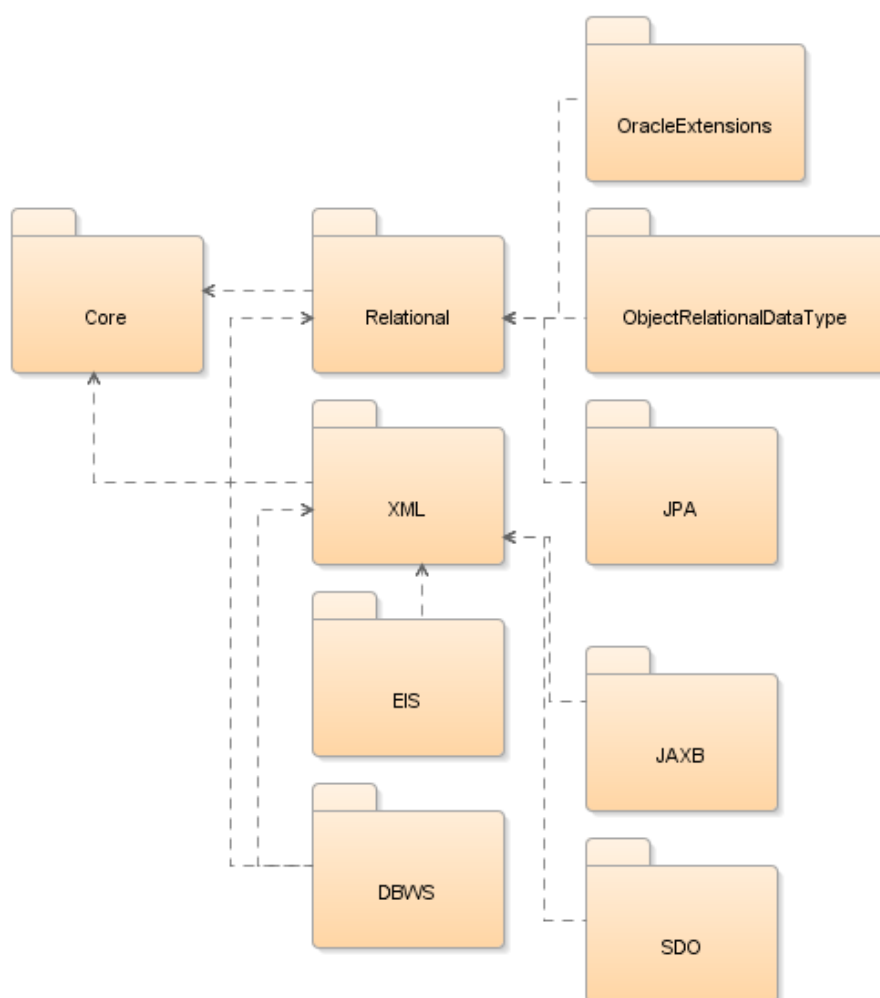 OracleExtensions
Core
Relational
ObjectRelationalDataType
XML
JPA
EIS
JAXB
DBWS
SDO